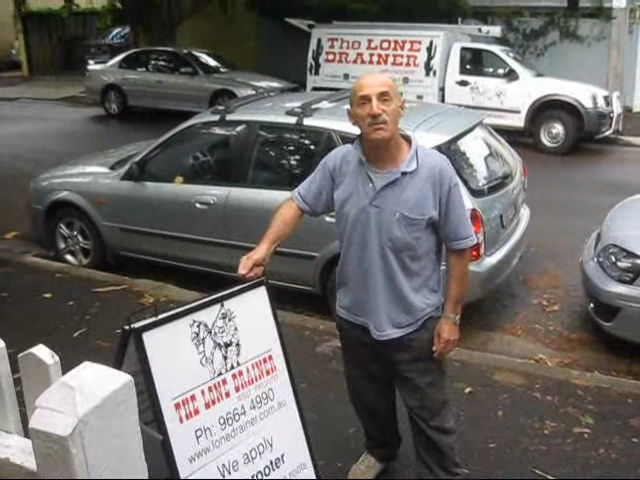 The LONE
DRAINER
THE LONE DRAINER
Ph: 9664 4990
www.lonedrainer.com.au
We apply
rooter